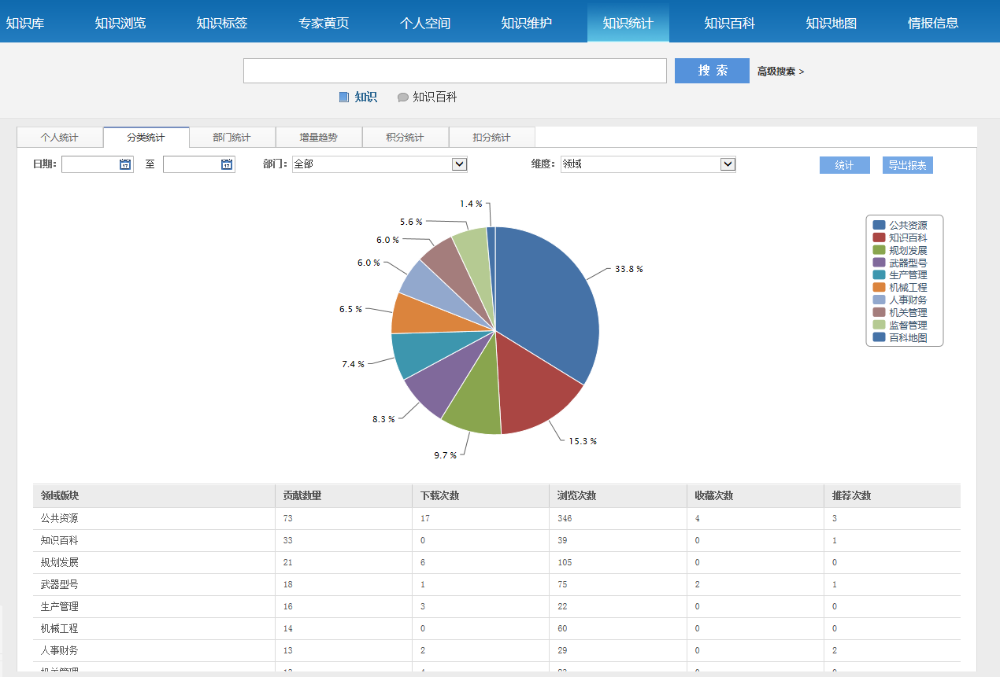 知识库 知识浏览 知识标签 专家黄页 个人空间 知识维护 知识统计 知识百科 知识地图 情报信息
搜 索 高级搜索 >
知识 知识百科
个人统计 分类统计 部门统计 增量趋势 积分统计 扣分统计
日期: 至 部门: 全部 维度: 领域 统计 导出报表
1.4 %
5.6 %
6.0 %
6.0 %
6.5 %
7.4 %
8.3 %
9.7 %
15.3 %
33.8 %
公共资源
知识百科
规划发展
武器型号
生产管理
机械工程
人事财务
机关管理
监督管理
百科地图
领域版块 贡献数量 下载次数 浏览次数 收藏次数 推荐次数
公共资源 73 17 346 4 3
知识百科 33 0 39 0 1
规划发展 21 6 105 0 0
武器型号 18 1 75 2 1
生产管理 16 3 22 0 0
机械工程 14 0 60 0 0
人事财务 13 2 29 0 2
机关管理